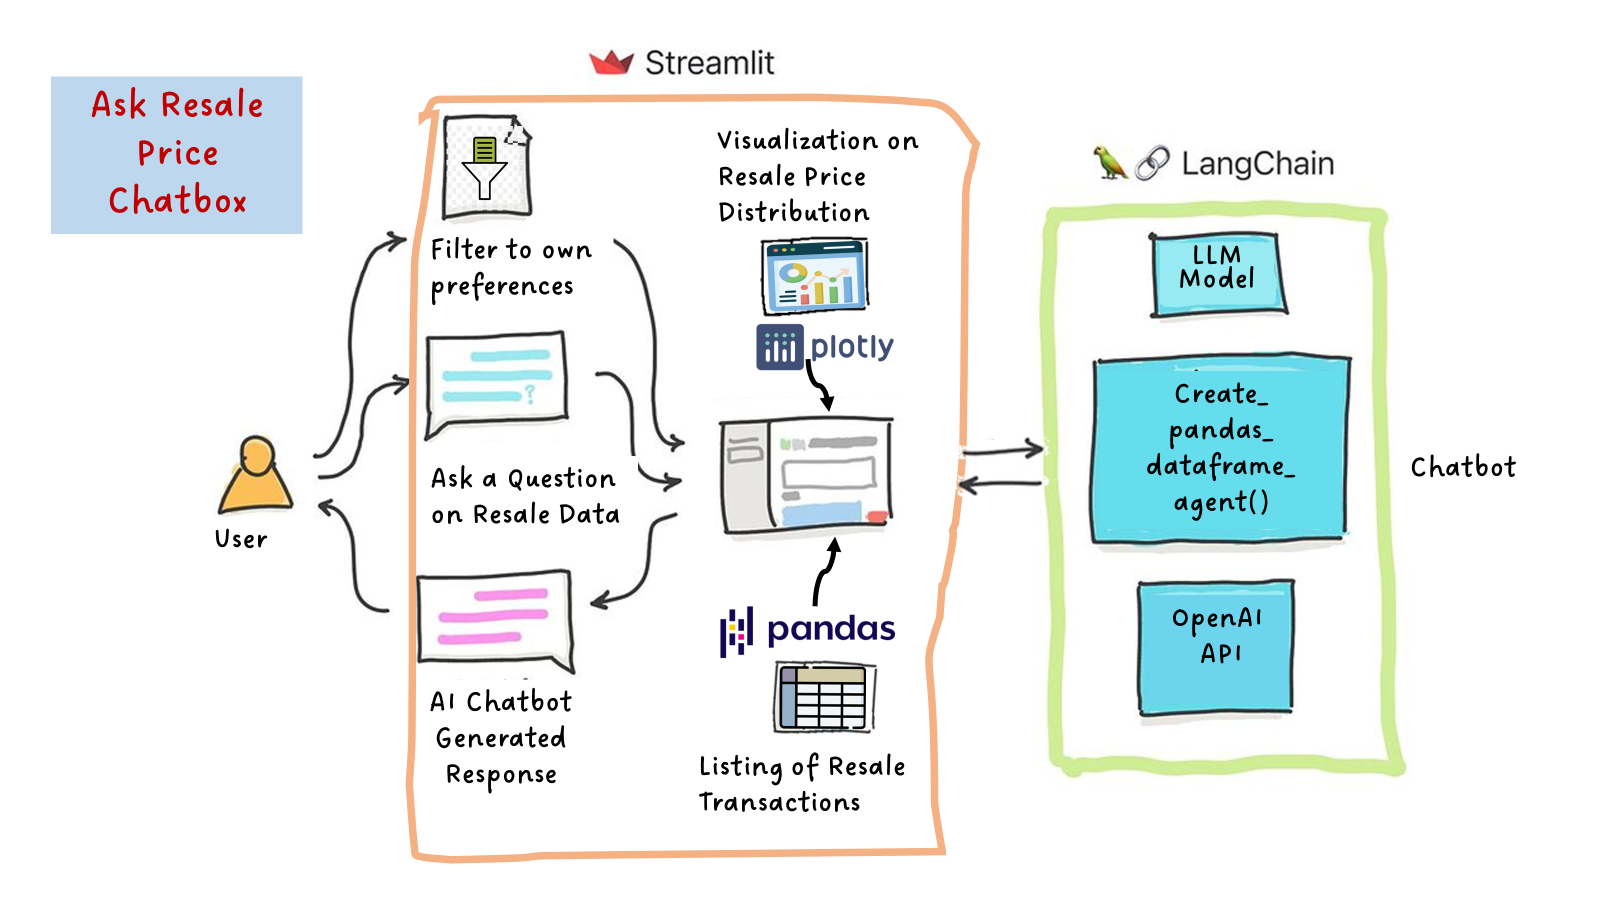 Ask Resale
Price
Chatbox
Streamlit
Filter to own
preferences
?
Ask a Question
on Resale Data
AI Chatbot
Generated
Response
User
Visualization on
Resale Price
Distribution
plotly
pandas
Listing of Resale
Transactions
LangChain
LLM
Model
Create_
pandas_
dataframe_
agent()
OpenAI
API
Chatbot